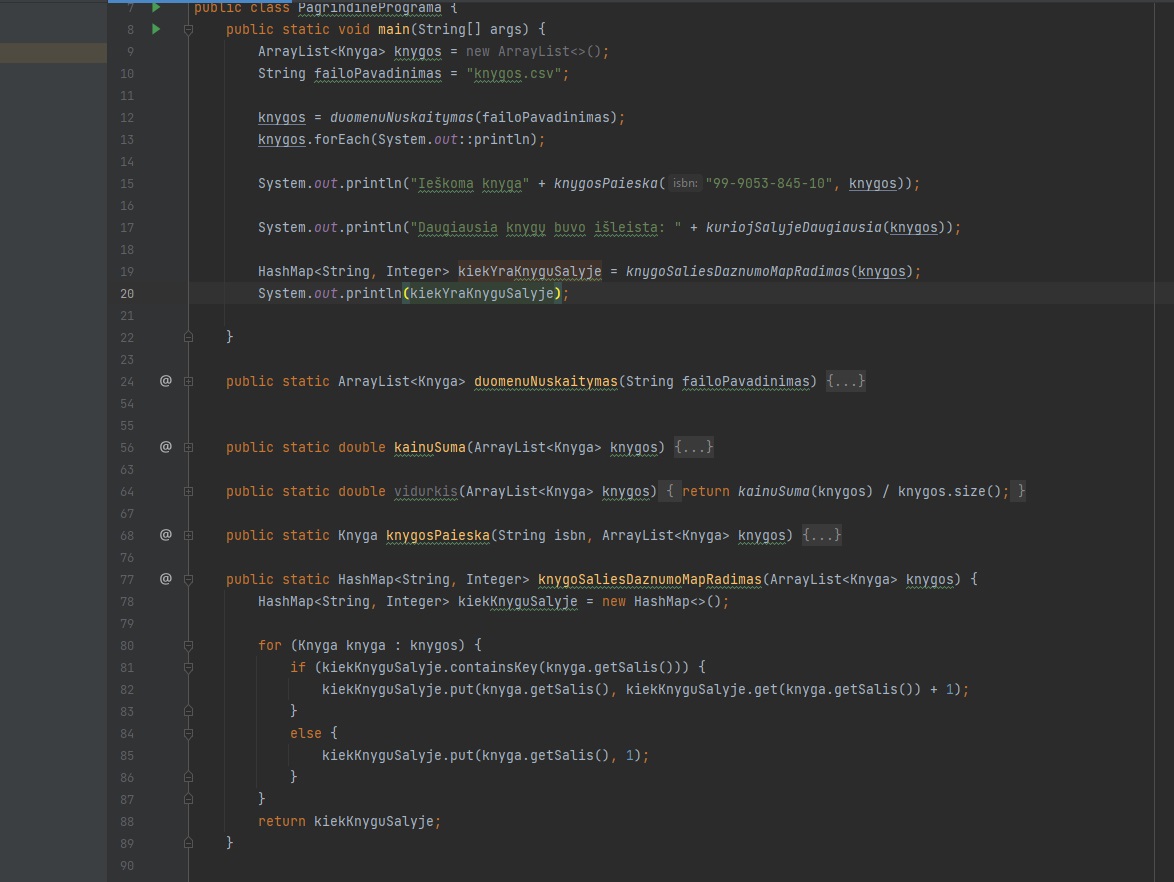 7 public class PagrindinePrograma {
8 public static void main(String[] args) {
9 ArrayList<Knyga> knygos = new ArrayList<>();
10 String failoPavadinimas = "knygos.csv";
11
12 knygos = duomenuNuskaitymas(failoPavadinimas);
13 knygos.forEach(System.out::println);
14
15 System.out.println("Ieškoma knyga" + knygosPaieska( isbn: "99-9053-845-10", knygos));
16
17 System.out.println("Daugiausia knygų buvo išleista: " + kuriojSalyjeDaugiausia(knygos));
18
19 HashMap<String, Integer> kiekYraKnyguSalyje = knygoSaliesDaznumoMapRadimas(knygos);
20 System.out.println(kiekYraKnyguSalyje);
21
22 }
23
24 @ public static ArrayList<Knyga> duomenuNuskaitymas(String failoPavadinimas) {...}
54
55
56 @ public static double kainuSuma(ArrayList<Knyga> knygos) {...}
63
64 public static double vidurkis(ArrayList<Knyga> knygos) { return kainuSuma(knygos) / knygos.size(); }
67
68 @ public static Knyga knygosPaieska(String isbn, ArrayList<Knyga> knygos) {...}
76
77 @ public static HashMap<String, Integer> knygoSaliesDaznumoMapRadimas(ArrayList<Knyga> knygos) {
78 HashMap<String, Integer> kiekKnyguSalyje = new HashMap<>();
79
80 for (Knyga knyga : knygos) {
81 if (kiekKnyguSalyje.containsKey(knyga.getSalis())) {
82 kiekKnyguSalyje.put(knyga.getSalis(), kiekKnyguSalyje.get(knyga.getSalis()) + 1);
83 }
84 else {
85 kiekKnyguSalyje.put(knyga.getSalis(), 1);
86 }
87 }
88 return kiekKnyguSalyje;
89 }
90